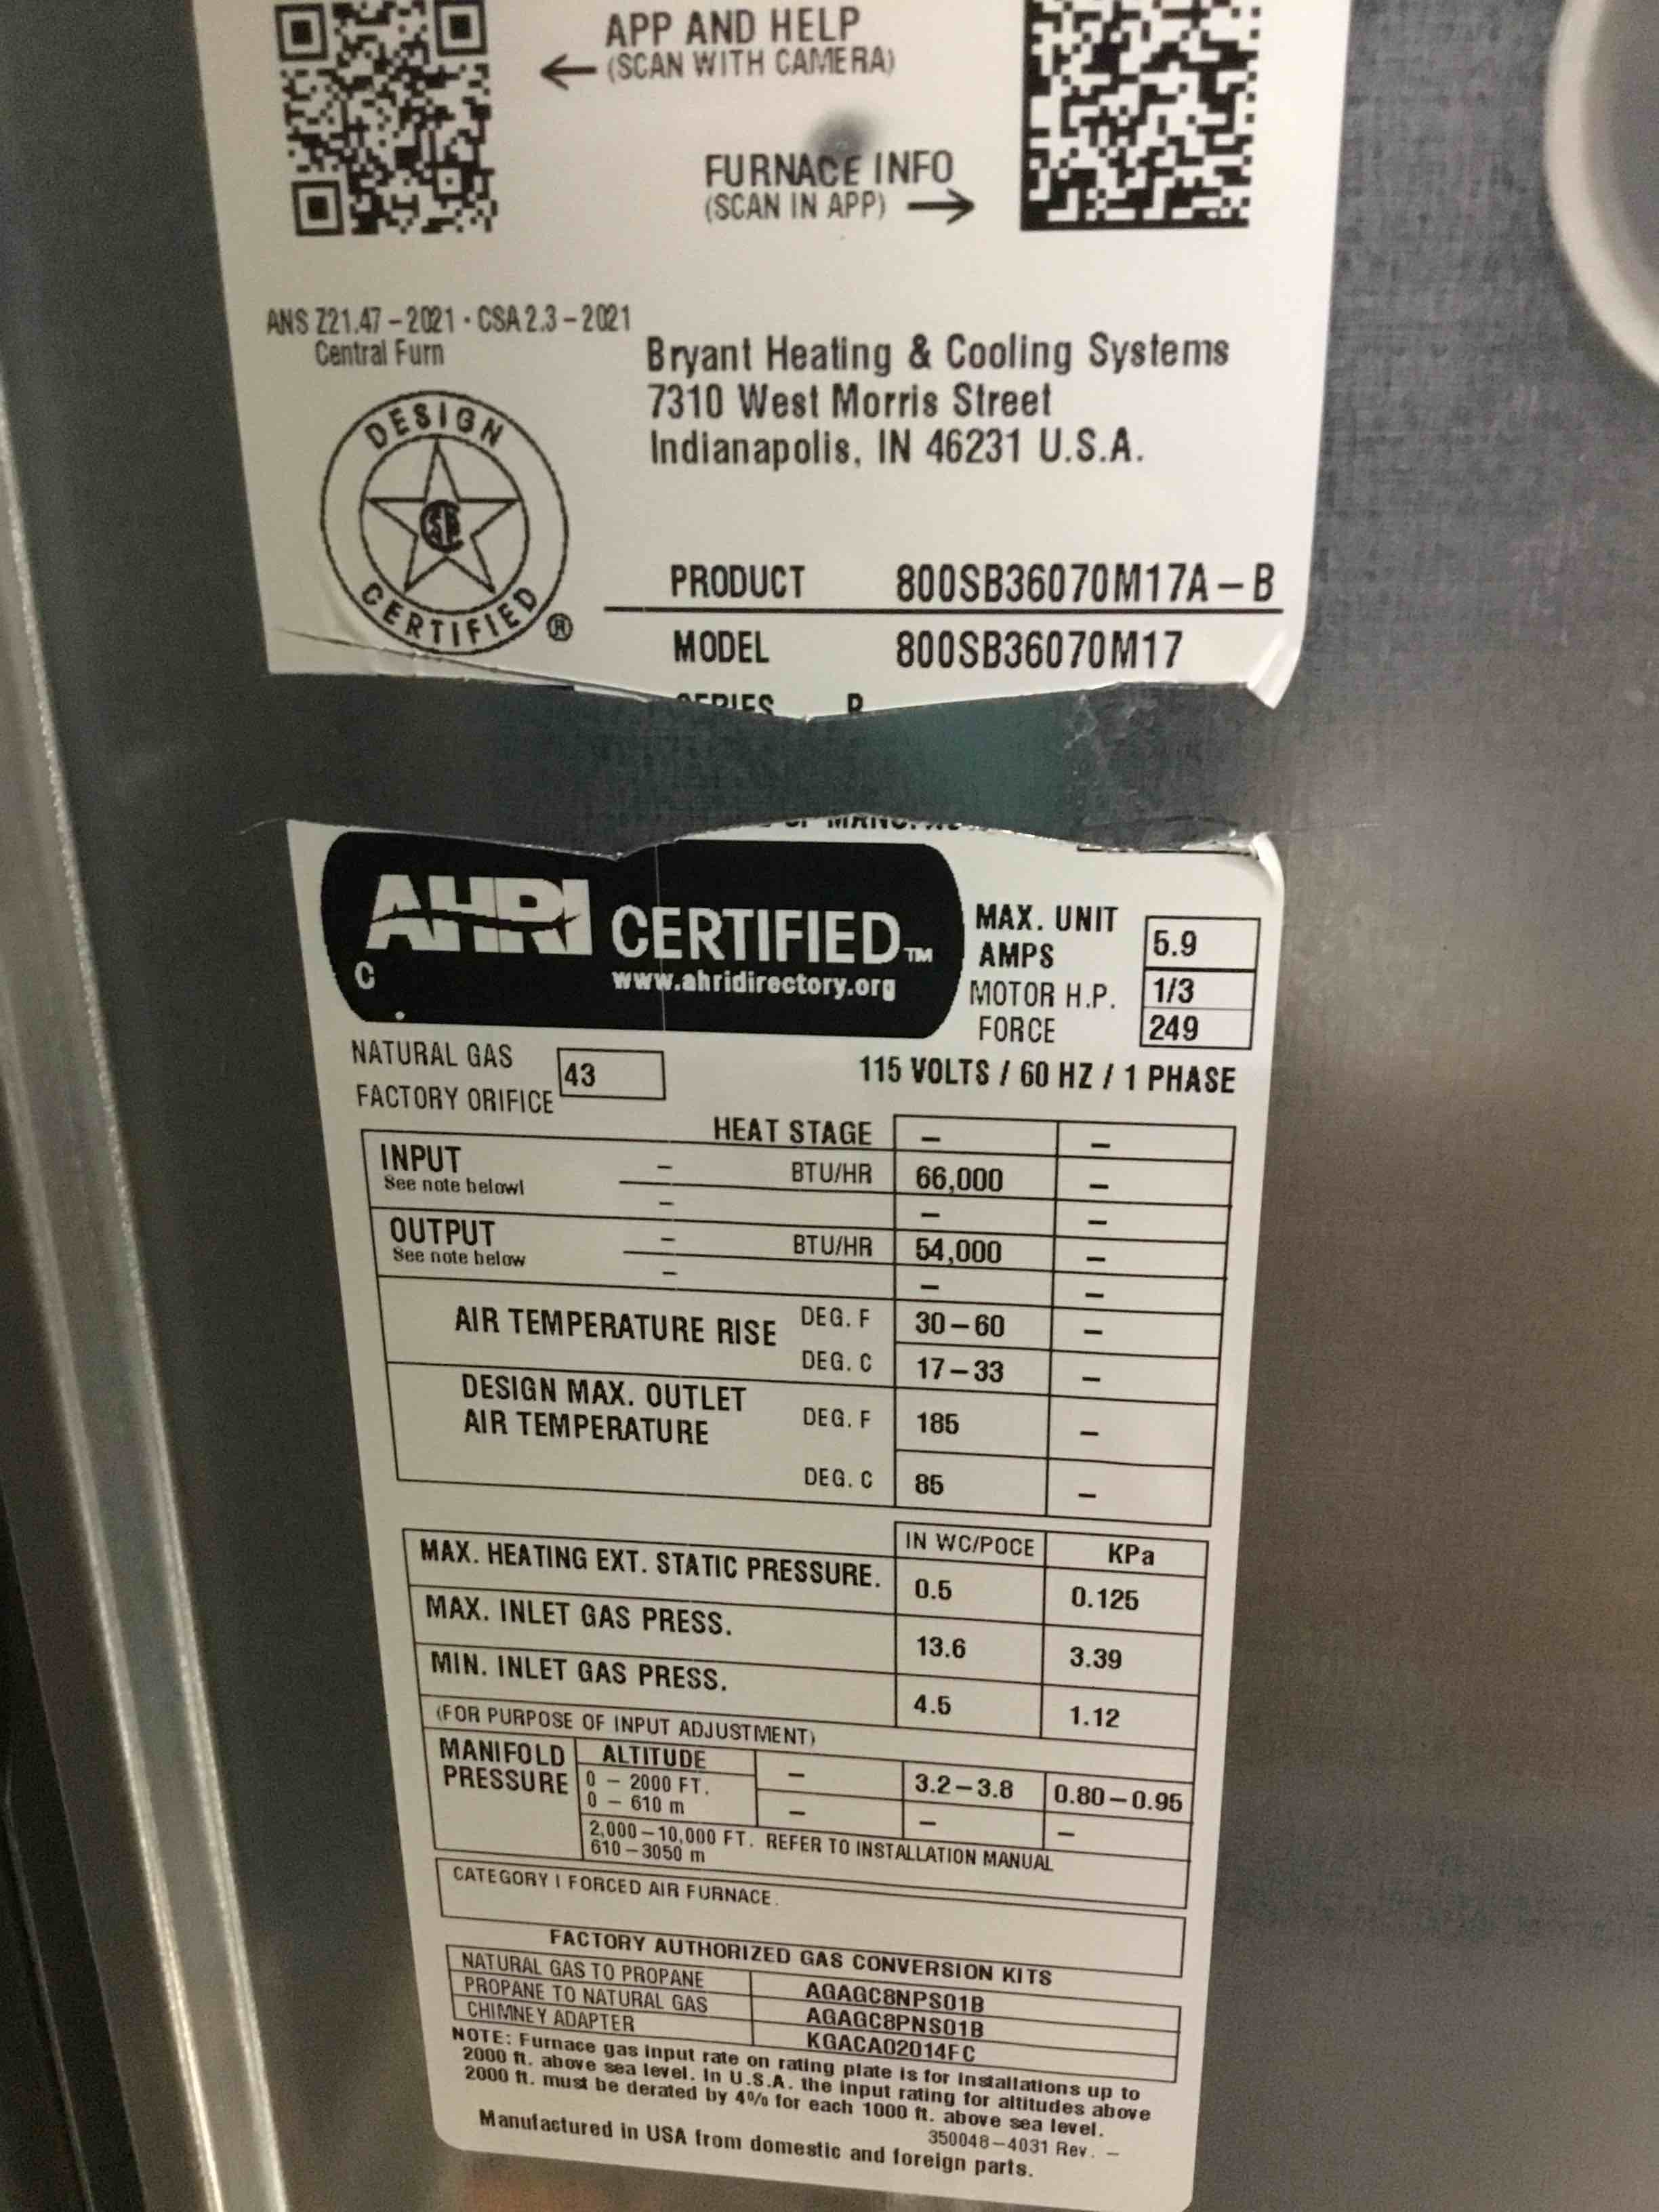 APP AND HELP
(SCAN WITH CAMERA)
FURNACE INFO
(SCAN IN APP)
ANS Z21.47 – 2021 · CSA 2.3 – 2021
Central Furn
DESIGN
CERTIFIED ®
Bryant Heating & Cooling Systems
7310 West Morris Street
Indianapolis, IN 46231 U.S.A.
PRODUCT 800SB36070M17A – B
MODEL 800SB36070M17
SERIES
AHRI CERTIFIED TM
www.ahridirectory.org
C
MAX. UNIT
AMPS 5.9
MOTOR H.P. 1/3
FORCE 249
NATURAL GAS
FACTORY ORIFICE 43
115 VOLTS / 60 HZ / 1 PHASE
HEAT STAGE – –
INPUT – BTU/HR 66,000 –
See note belowl – – –
OUTPUT – BTU/HR 54,000 –
See note below – – –
AIR TEMPERATURE RISE DEG. F 30 – 60 –
DEG. C 17 – 33 –
DESIGN MAX. OUTLET
AIR TEMPERATURE DEG. F 185 –
DEG. C 85 –
IN WC/POCE KPa
MAX. HEATING EXT. STATIC PRESSURE. 0.5 0.125
MAX. INLET GAS PRESS. 13.6 3.39
MIN. INLET GAS PRESS. 4.5 1.12
(FOR PURPOSE OF INPUT ADJUSTMENT)
MANIFOLD PRESSURE ALTITUDE
0 – 2000 FT. – 3.2 – 3.8 0.80 – 0.95
0 – 610 m – – –
2,000 – 10,000 FT. REFER TO INSTALLATION MANUAL
610 – 3050 m
CATEGORY I FORCED AIR FURNACE.
FACTORY AUTHORIZED GAS CONVERSION KITS
NATURAL GAS TO PROPANE AGAGC8NPS01B
PROPANE TO NATURAL GAS AGAGC8PNS01B
CHIMNEY ADAPTER KGACA02014FC
NOTE: Furnace gas input rate on rating plate is for installations up to
2000 ft. above sea level. In U.S.A. the input rating for altitudes above
2000 ft. must be derated by 4% for each 1000 ft. above sea level.
350048 – 4031 Rev. –
Manufactured in USA from domestic and foreign parts.